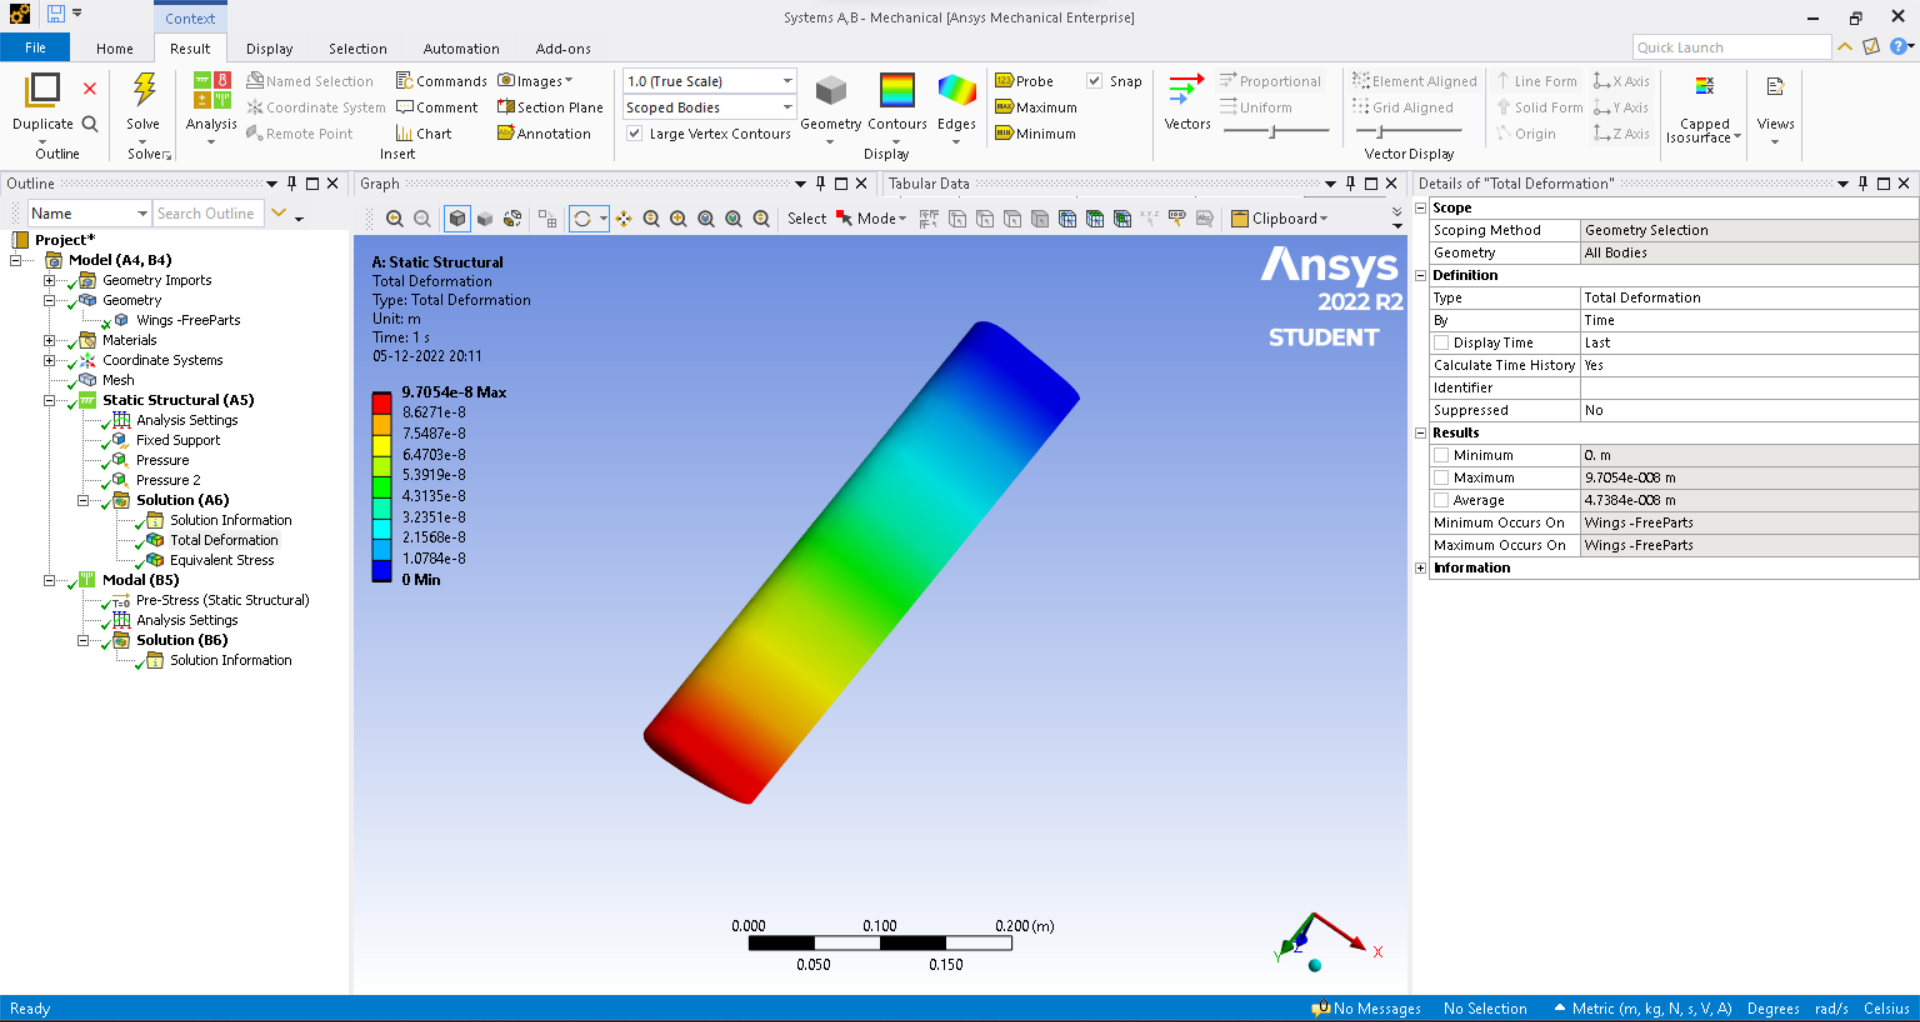 Context
Systems A,B - Mechanical [Ansys Mechanical Enterprise]
File
Home
Result
Display
Selection
Automation
Add-ons
Quick Launch
Duplicate
Outline
Solve
Solver
Analysis
Named Selection
Coordinate System
Remote Point
Commands
Comment
Chart
Images
Section Plane
Annotation
Insert
1.0 (True Scale)
Scoped Bodies
Large Vertex Contours
Geometry
Contours
Edges
Display
Probe
Maximum
Minimum
Snap
Vectors
Proportional
Uniform
Element Aligned
Grid Aligned
Line Form
Solid Form
Origin
X Axis
Y Axis
Z Axis
Vector Display
Capped
Isosurface
Views
Outline
Name
Search Outline
Project*
Model (A4, B4)
Geometry Imports
Geometry
Wings -FreeParts
Materials
Coordinate Systems
Mesh
Static Structural (A5)
Analysis Settings
Fixed Support
Pressure
Pressure 2
Solution (A6)
Solution Information
Total Deformation
Equivalent Stress
Modal (B5)
T=0 Pre-Stress (Static Structural)
Analysis Settings
Solution (B6)
Solution Information
Graph
Tabular Data
Select
Mode
Clipboard
A: Static Structural
Total Deformation
Type: Total Deformation
Unit: m
Time: 1 s
05-12-2022 20:11
9.7054e-8 Max
8.6271e-8
7.5487e-8
6.4703e-8
5.3919e-8
4.3135e-8
3.2351e-8
2.1568e-8
1.0784e-8
0 Min
Ansys
2022 R2
STUDENT
0.000 0.100 0.200 (m)
0.050 0.150
Y Z X
Details of "Total Deformation"
Scope
Scoping Method Geometry Selection
Geometry All Bodies
Definition
Type Total Deformation
By Time
Display Time Last
Calculate Time History Yes
Identifier
Suppressed No
Results
Minimum 0. m
Maximum 9.7054e-008 m
Average 4.7384e-008 m
Minimum Occurs On Wings -FreeParts
Maximum Occurs On Wings -FreeParts
Information
Ready
No Messages
No Selection
Metric (m, kg, N, s, V, A)
Degrees
rad/s
Celsius